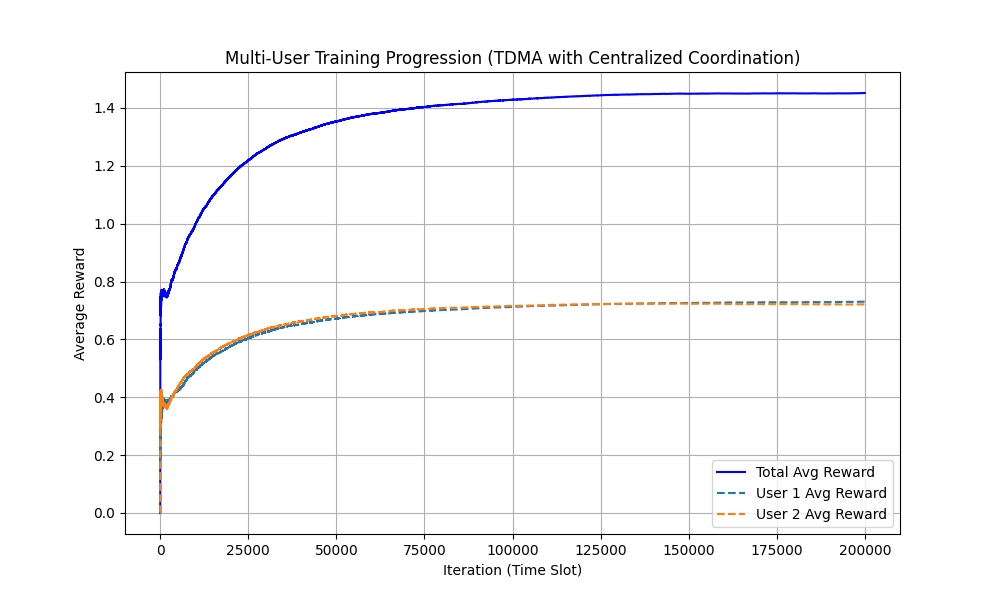 Multi-User Training Progression (TDMA with Centralized Coordination)
Average Reward
1.4
1.2
1.0
0.8
0.6
0.4
0.2
0.0
Total Avg Reward
User 1 Avg Reward
User 2 Avg Reward
0 25000 50000 75000 100000 125000 150000 175000 200000
Iteration (Time Slot)